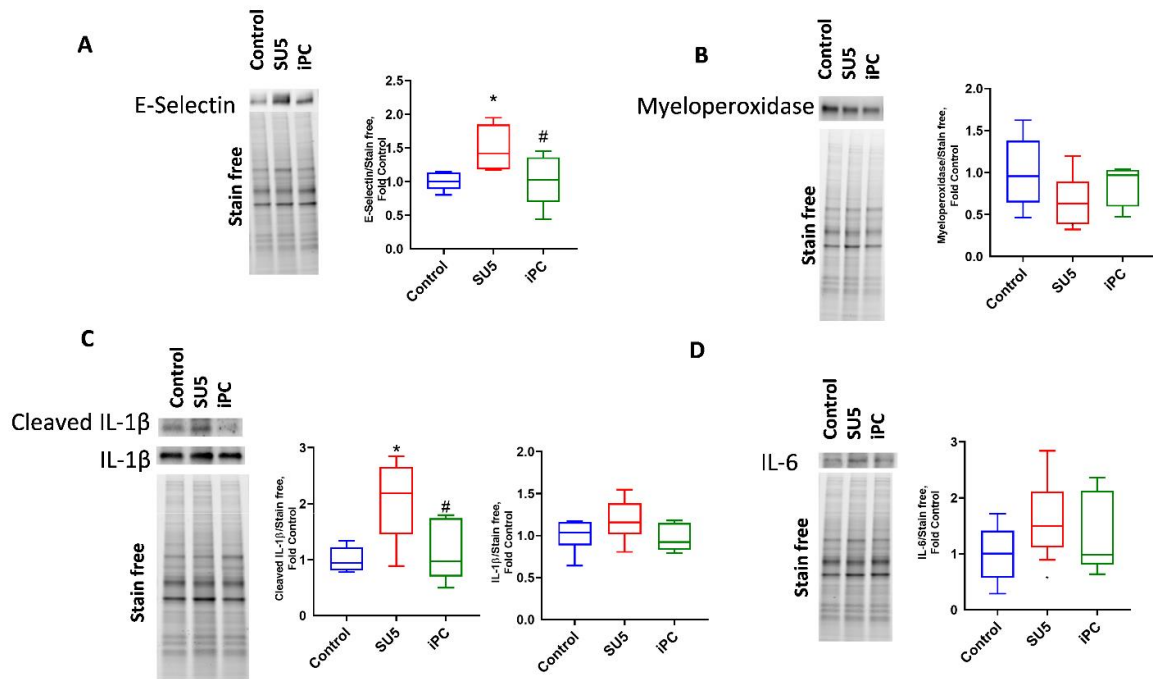 A
Control
SU5
iPC
E-Selectin
Stain free
E-Selectin/Stain free,
Fold Control
2.5
2.0
1.5
1.0
0.5
0.0
*
#
Control
SU5
iPC
B
Control
SU5
iPC
Myeloperoxidase
Stain free
Myeloperoxidase/Stain free,
Fold Control
2.0
1.5
1.0
0.5
0.0
Control
SU5
iPC
C
Control
SU5
iPC
Cleaved IL-1β
IL-1β
Stain free
Cleaved IL-1β/Stain free,
Fold Control
3
2
1
0
*
#
Control
SU5
iPC
IL-1β/Stain free,
Fold Control
2.0
1.5
1.0
0.5
0.0
Control
SU5
iPC
D
Control
SU5
iPC
IL-6
Stain free
IL-6/Stain free,
Fold Control
3
2
1
0
Control
SU5
iPC